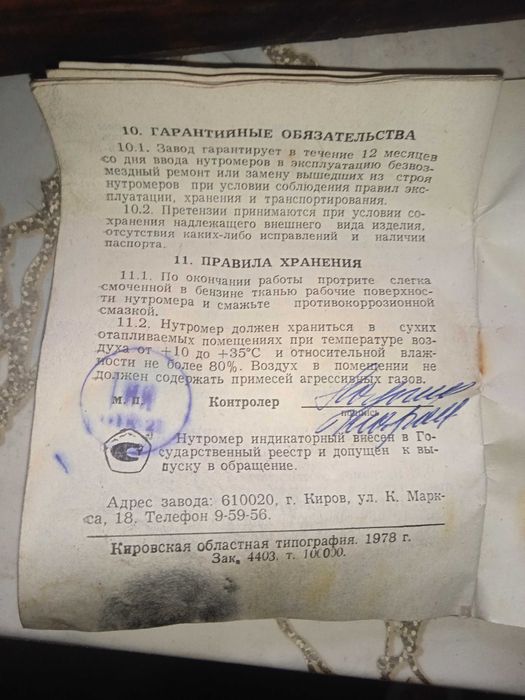 10. ГАРАНТИЙНЫЕ ОБЯЗАТЕЛЬСТВА
10.1. Завод гарантирует в течение 12 месяцев
со дня ввода нутромеров в эксплуатацию безвоз-
мездный ремонт или замену вышедших из строя
нутромеров при условии соблюдения правил экс-
плуатации, хранения и транспортирования.
10.2. Претензии принимаются при условии со-
хранения надлежащего внешнего вида изделия,
отсутствия каких-либо исправлений и наличии
паспорта.
11. ПРАВИЛА ХРАНЕНИЯ
11.1. По окончании работы протрите слегка
смоченной в бензине тканью рабочие поверхнос-
ти нутромера и смажьте противокоррозионной
смазкой.
11.2. Нутромер должен храниться в сухих
отапливаемых помещениях при температуре воз-
духа от +10 до +35°С и относительной влаж-
ности не более 80%. Воздух в помещении не
должен содержать примесей агрессивных газов.
М. П. Контролер
подпись
Нутромер индикаторный внесен в Го-
сударственный реестр и допущен к вы-
пуску в обращение.
Адрес завода: 610020, г. Киров, ул. К. Марк-
са, 18. Телефон 9-59-56.
Кировская областная типография. 1978 г.
Зак. 4403. т. 100000.